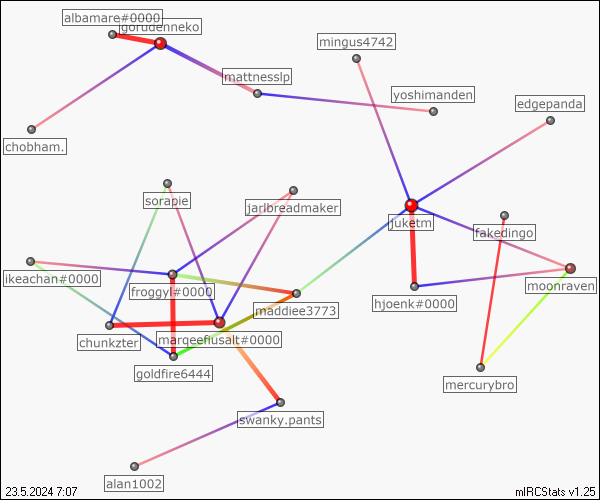 albamare#0000
gorudenneko
mingus4742
mattnesslp
yoshimanden
edgepanda
chobham.
sorapie
jarlbreadmaker
juketm
fakedingo
ikeachan#0000
froggyl#0000
maddiee3773
hjoenk#0000
moonraven
chunkzter
marqeefiusalt#0000
goldfire6444
mercurybro
swanky.pants
alan1002
23.5.2024 7:07
mIRCStats v1.25